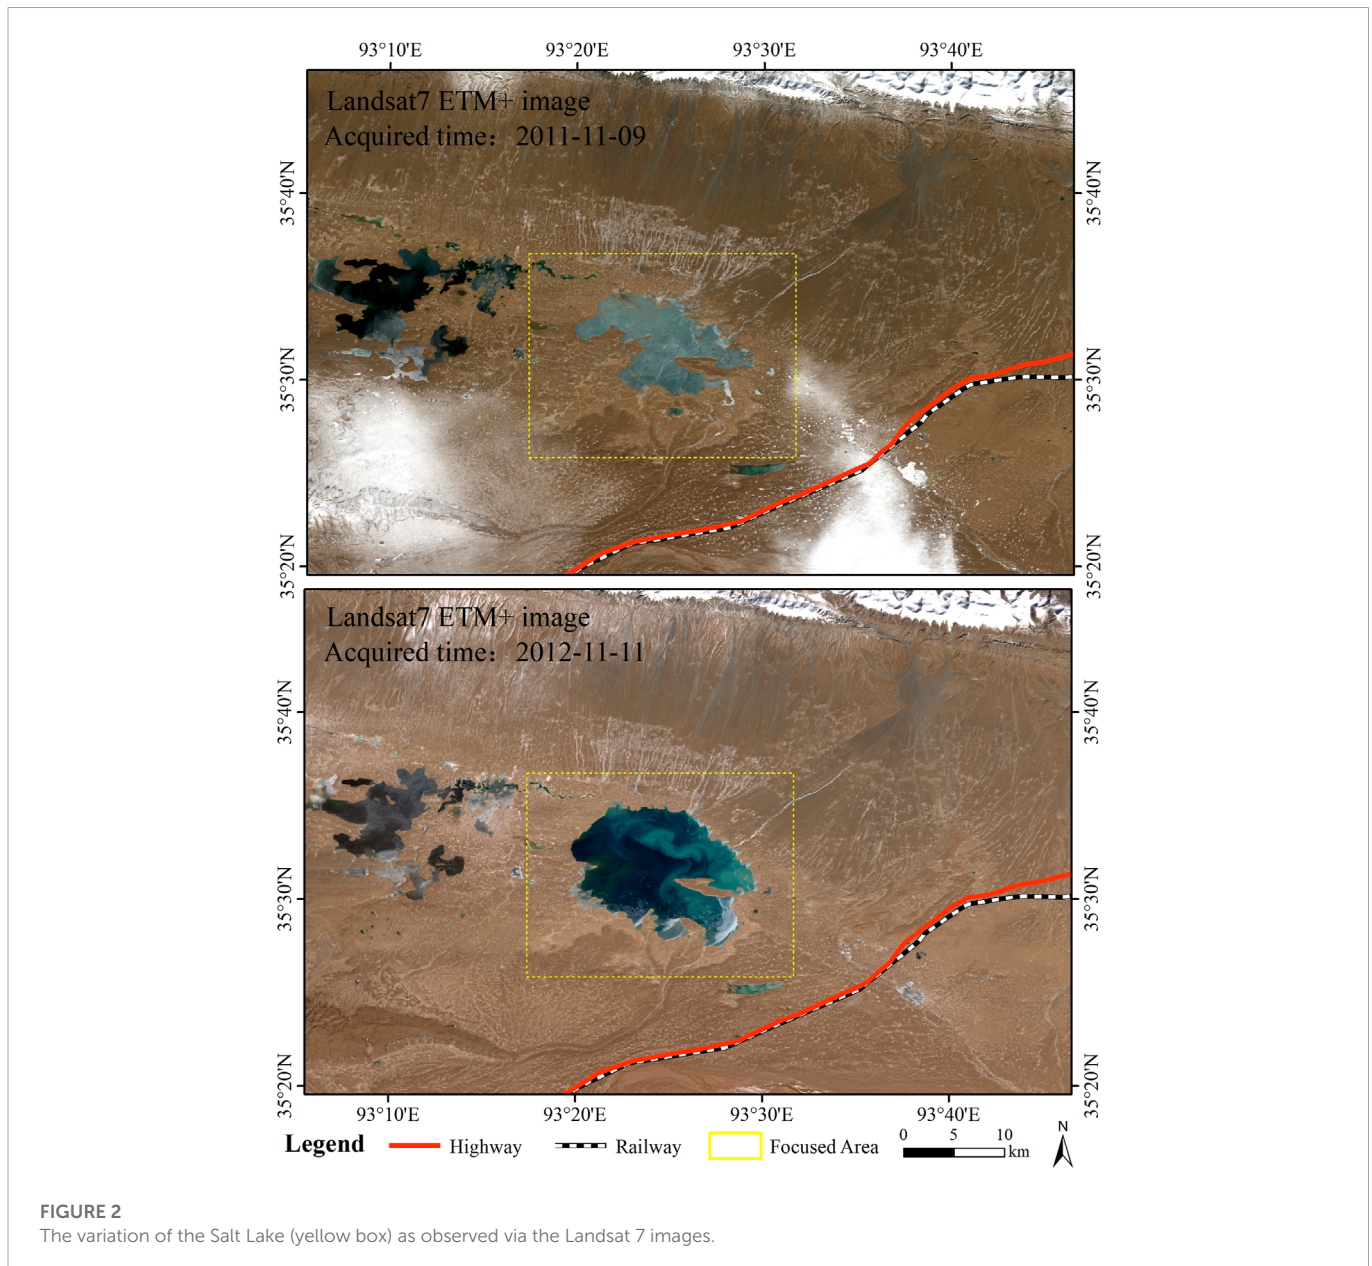 93°10'E 93°20'E 93°30'E 93°40'E
Landsat7 ETM+ image
Acquired time：2011-11-09
35°40'N 35°40'N
35°30'N 35°30'N
35°20'N 35°20'N
Landsat7 ETM+ image
Acquired time：2012-11-11
35°40'N 35°40'N
35°30'N 35°30'N
35°20'N 35°20'N
93°10'E 93°20'E 93°30'E 93°40'E
Legend Highway Railway Focused Area 0 5 10 km N
FIGURE 2
The variation of the Salt Lake (yellow box) as observed via the Landsat 7 images.